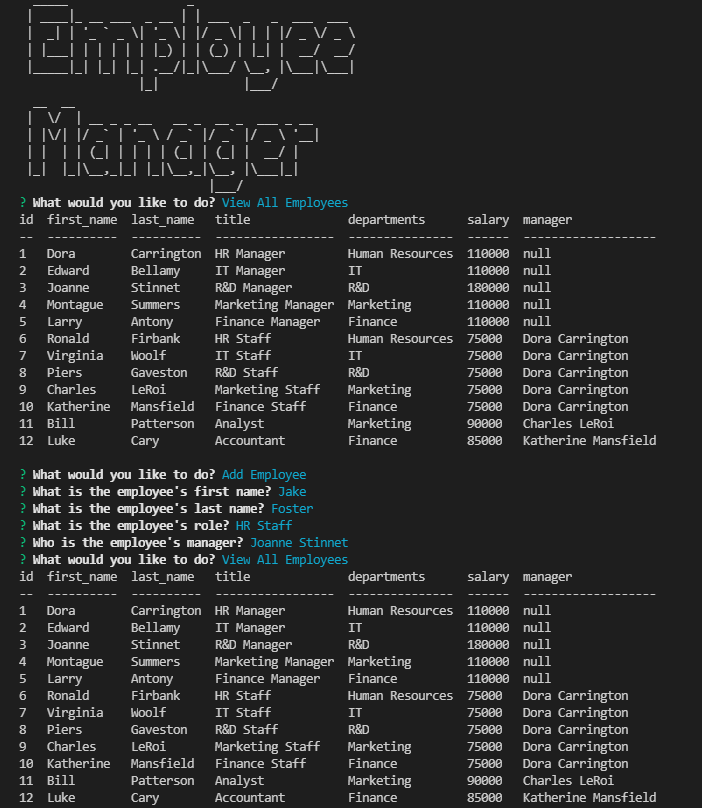 Employee
Manager
? What would you like to do? View All Employees
id  first_name  last_name   title              departments      salary  manager
--  ----------  ----------  -----------------  ---------------  ------  -------------------
1   Dora        Carrington  HR Manager         Human Resources  110000  null
2   Edward      Bellamy     IT Manager         IT               110000  null
3   Joanne      Stinnet     R&D Manager        R&D              180000  null
4   Montague    Summers     Marketing Manager  Marketing        110000  null
5   Larry       Antony      Finance Manager    Finance          110000  null
6   Ronald      Firbank     HR Staff           Human Resources  75000   Dora Carrington
7   Virginia    Woolf       IT Staff           IT               75000   Dora Carrington
8   Piers       Gaveston    R&D Staff          R&D              75000   Dora Carrington
9   Charles     LeRoi       Marketing Staff    Marketing        75000   Dora Carrington
10  Katherine   Mansfield   Finance Staff      Finance          75000   Dora Carrington
11  Bill        Patterson   Analyst            Marketing        90000   Charles LeRoi
12  Luke        Cary        Accountant         Finance          85000   Katherine Mansfield
? What would you like to do? Add Employee
? What is the employee's first name? Jake
? What is the employee's last name? Foster
? What is the employee's role? HR Staff
? Who is the employee's manager? Joanne Stinnet
? What would you like to do? View All Employees
id  first_name  last_name   title              departments      salary  manager
--  ----------  ----------  -----------------  ---------------  ------  -------------------
1   Dora        Carrington  HR Manager         Human Resources  110000  null
2   Edward      Bellamy     IT Manager         IT               110000  null
3   Joanne      Stinnet     R&D Manager        R&D              180000  null
4   Montague    Summers     Marketing Manager  Marketing        110000  null
5   Larry       Antony      Finance Manager    Finance          110000  null
6   Ronald      Firbank     HR Staff           Human Resources  75000   Dora Carrington
7   Virginia    Woolf       IT Staff           IT               75000   Dora Carrington
8   Piers       Gaveston    R&D Staff          R&D              75000   Dora Carrington
9   Charles     LeRoi       Marketing Staff    Marketing        75000   Dora Carrington
10  Katherine   Mansfield   Finance Staff      Finance          75000   Dora Carrington
11  Bill        Patterson   Analyst            Marketing        90000   Charles LeRoi
12  Luke        Cary        Accountant         Finance          85000   Katherine Mansfield